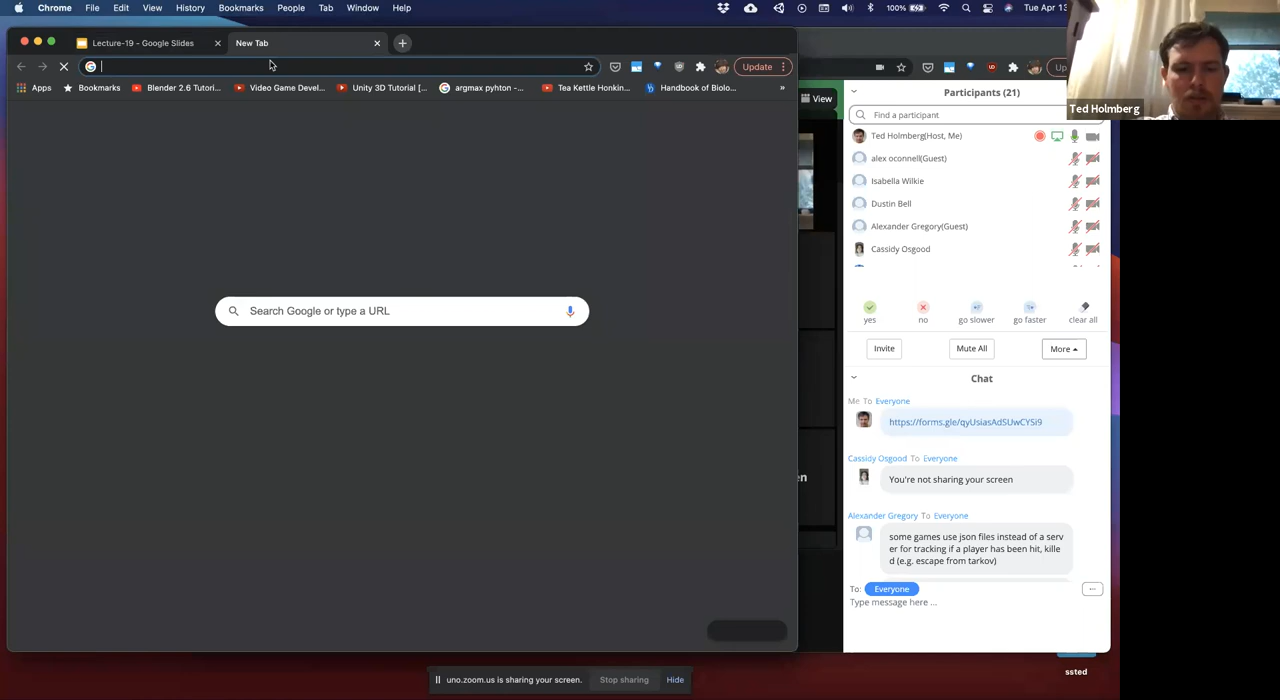 Chrome File Edit View History Bookmarks People Tab Window Help 100% Tue Apr 13
Lecture-19 - Google Slides New Tab
Update
Apps Bookmarks Blender 2.6 Tutori... Video Game Devel... Unity 3D Tutorial [... argmax pyhton -... Tea Kettle Honkin... Handbook of Biolo... »
Search Google or type a URL
View
Ted Holmberg
Participants (21)
Find a participant
Ted Holmberg(Host, Me)
alex oconnell(Guest)
Isabella Wilkie
Dustin Bell
Alexander Gregory(Guest)
Cassidy Osgood
yes no go slower go faster clear all
Invite Mute All More
Chat
Me To Everyone
https://forms.gle/qyUsiasAdSUwCYSi9
Cassidy Osgood To Everyone
You're not sharing your screen
Alexander Gregory To Everyone
some games use json files instead of a serv
er for tracking if a player has been hit, kille
d (e.g. escape from tarkov)
To: Everyone
Type message here ...
uno.zoom.us is sharing your screen. Stop sharing Hide
ssted